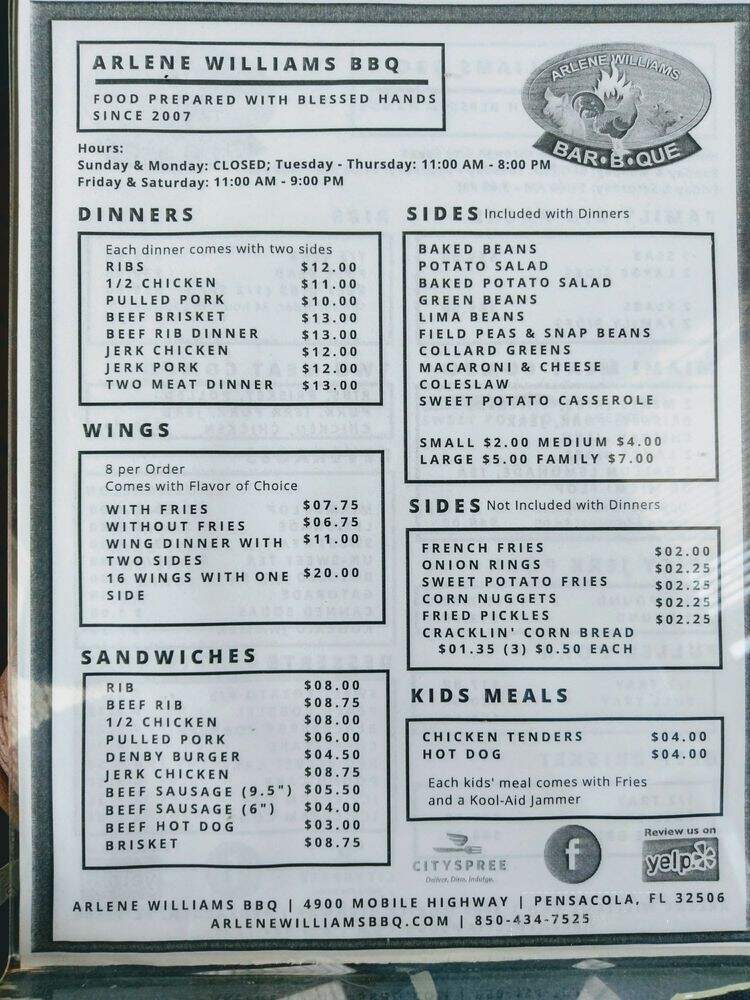 ARLENE WILLIAMS BBQ
FOOD PREPARED WITH BLESSED HANDS
SINCE 2007
ARLENE WILLIAMS
BAR·B·QUE
Hours:
Sunday & Monday: CLOSED; Tuesday - Thursday: 11:00 AM - 8:00 PM
Friday & Saturday: 11:00 AM - 9:00 PM
DINNERS
Each dinner comes with two sides
RIBS $12.00
1/2 CHICKEN $11.00
PULLED PORK $10.00
BEEF BRISKET $13.00
BEEF RIB DINNER $13.00
JERK CHICKEN $12.00
JERK PORK $12.00
TWO MEAT DINNER $13.00
WINGS
8 per Order
Comes with Flavor of Choice
WITH FRIES $07.75
WITHOUT FRIES $06.75
WING DINNER WITH $11.00
TWO SIDES
16 WINGS WITH ONE $20.00
SIDE
SANDWICHES
RIB $08.00
BEEF RIB $08.75
1/2 CHICKEN $08.00
PULLED PORK $06.00
DENBY BURGER $04.50
JERK CHICKEN $08.75
BEEF SAUSAGE (9.5") $05.50
BEEF SAUSAGE (6") $04.00
BEEF HOT DOG $03.00
BRISKET $08.75
SIDES Included with Dinners
BAKED BEANS
POTATO SALAD
BAKED POTATO SALAD
GREEN BEANS
LIMA BEANS
FIELD PEAS & SNAP BEANS
COLLARD GREENS
MACARONI & CHEESE
COLESLAW
SWEET POTATO CASSEROLE
SMALL $2.00 MEDIUM $4.00
LARGE $5.00 FAMILY $7.00
SIDES Not Included with Dinners
FRENCH FRIES $02.00
ONION RINGS $02.25
SWEET POTATO FRIES $02.25
CORN NUGGETS $02.25
FRIED PICKLES $02.25
CRACKLIN' CORN BREAD
$01.35 (3) $0.50 EACH
KIDS MEALS
CHICKEN TENDERS $04.00
HOT DOG $04.00
Each kids' meal comes with Fries
and a Kool-Aid Jammer
CITYSPREE
Deliver. Dine. Indulge.
f
Review us on
yelp
ARLENE WILLIAMS BBQ | 4900 MOBILE HIGHWAY | PENSACOLA, FL 32506
ARLENEWILLIAMSBBQ.COM | 850-434-7525